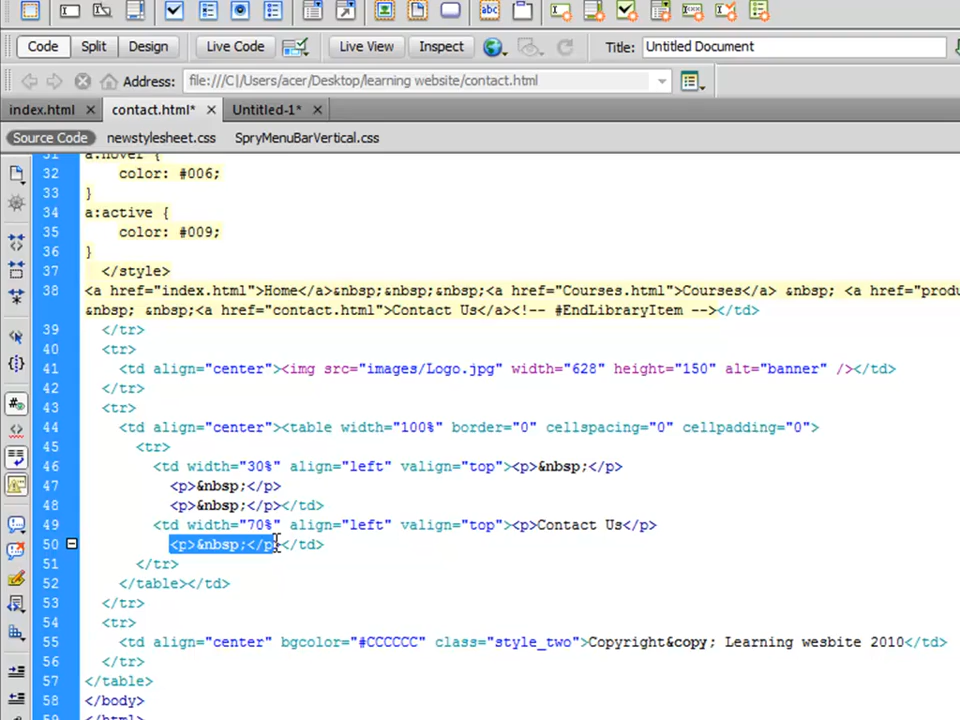 abc
Code Split Design Live Code Live View Inspect Title: Untitled Document
Address: file:///C|/Users/acer/Desktop/learning website/contact.html
index.html contact.html* Untitled-1*
Source Code newstylesheet.css SpryMenuBarVertical.css
31 a:hover {
32 color: #006;
33 }
34 a:active {
35 color: #009;
36 }
37 </style>
38 <a href="index.html">Home</a>&nbsp;&nbsp;&nbsp;<a href="Courses.html">Courses</a> &nbsp; <a href="produ
&nbsp; &nbsp;<a href="contact.html">Contact Us</a><!-- #EndLibraryItem --></td>
39 </tr>
40 <tr>
41 <td align="center"><img src="images/Logo.jpg" width="628" height="150" alt="banner" /></td>
42 </tr>
43 <tr>
44 <td align="center"><table width="100%" border="0" cellspacing="0" cellpadding="0">
45 <tr>
46 <td width="30%" align="left" valign="top"><p>&nbsp;</p>
47 <p>&nbsp;</p>
48 <p>&nbsp;</p></td>
49 <td width="70%" align="left" valign="top"><p>Contact Us</p>
50 <p>&nbsp;</p></td>
51 </tr>
52 </table></td>
53 </tr>
54 <tr>
55 <td align="center" bgcolor="#CCCCCC" class="style_two">Copyright&copy; Learning wesbite 2010</td>
56 </tr>
57 </table>
58 </body>
</html>